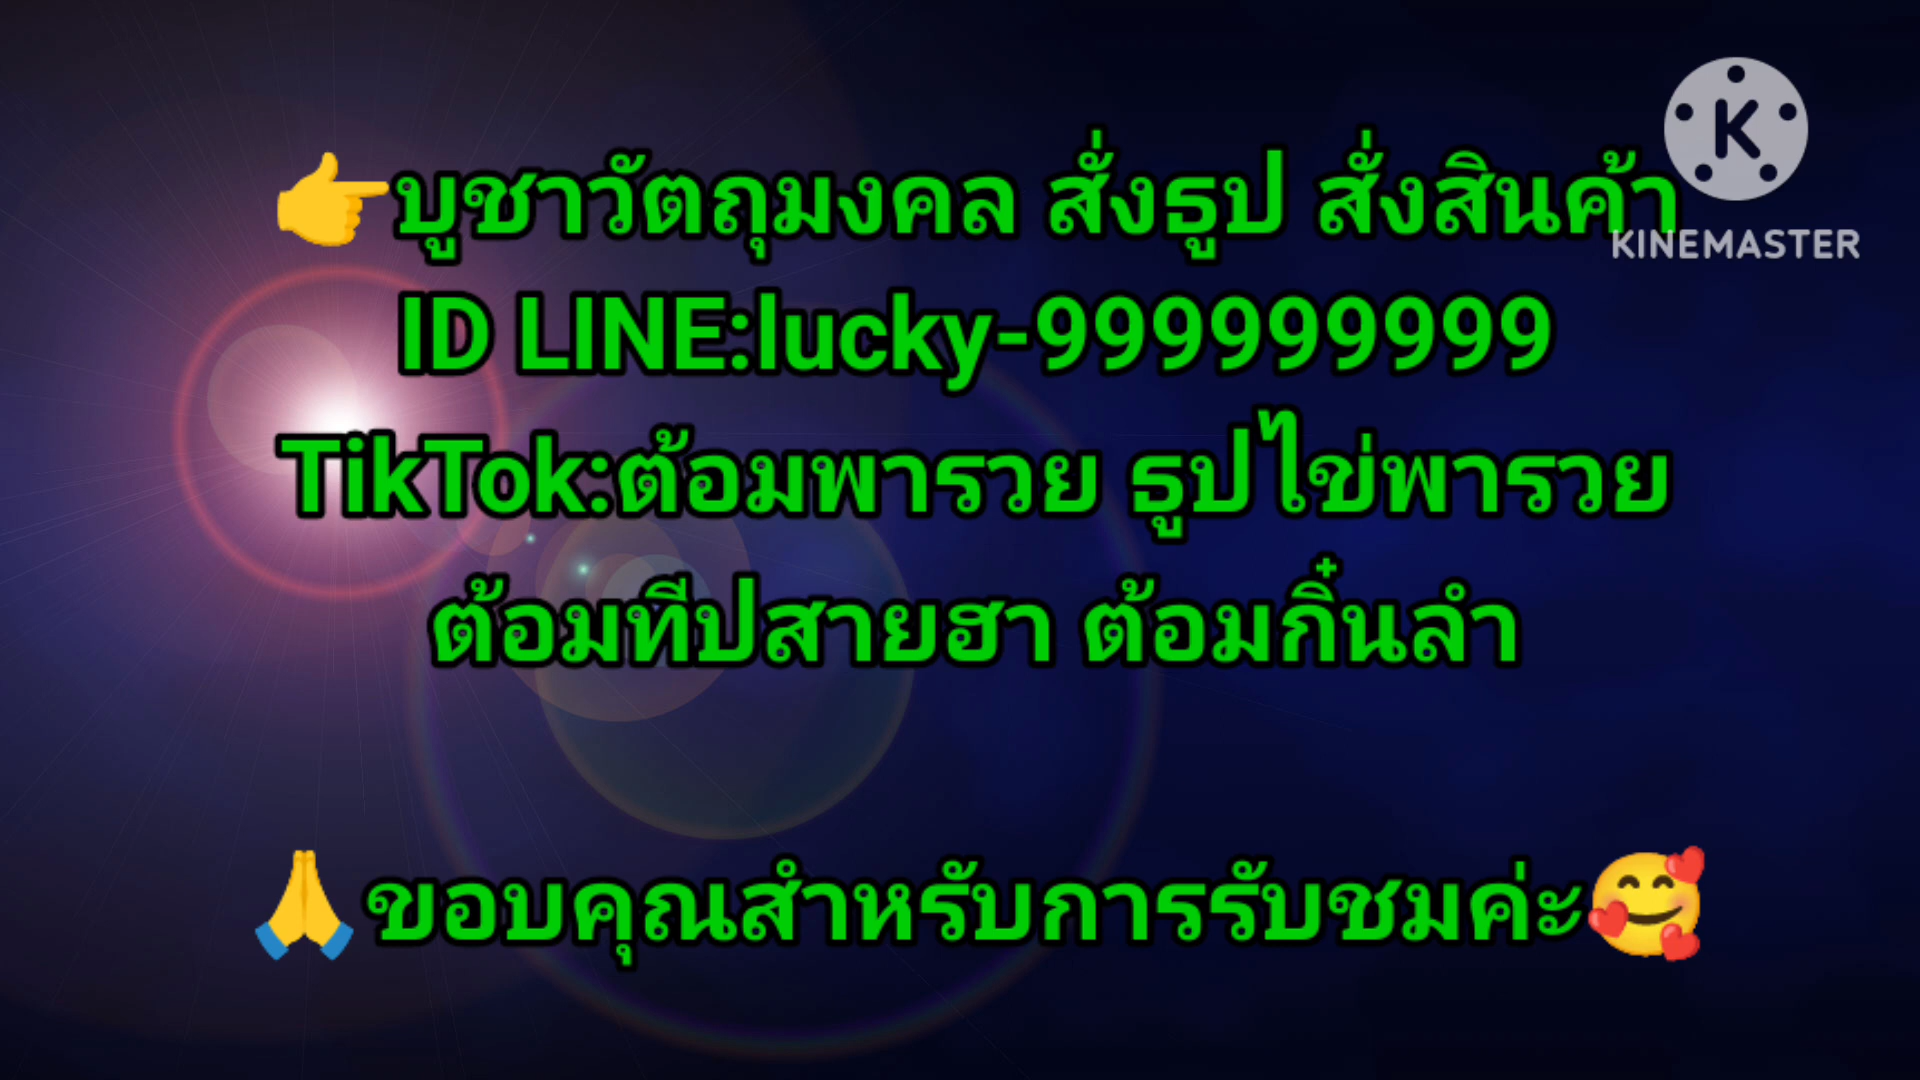 👉บูชาวัตถุมงคล สั่งธูป สั่งสินค้า
KINEMASTER
ID LINE:lucky-999999999
TikTok:ต้อมพารวย ธูปไข่พารวย
ต้อมทีปสายฮา ต้อมกิ๋นลำ
🙏ขอบคุณสำหรับการรับชมค่ะ🥰